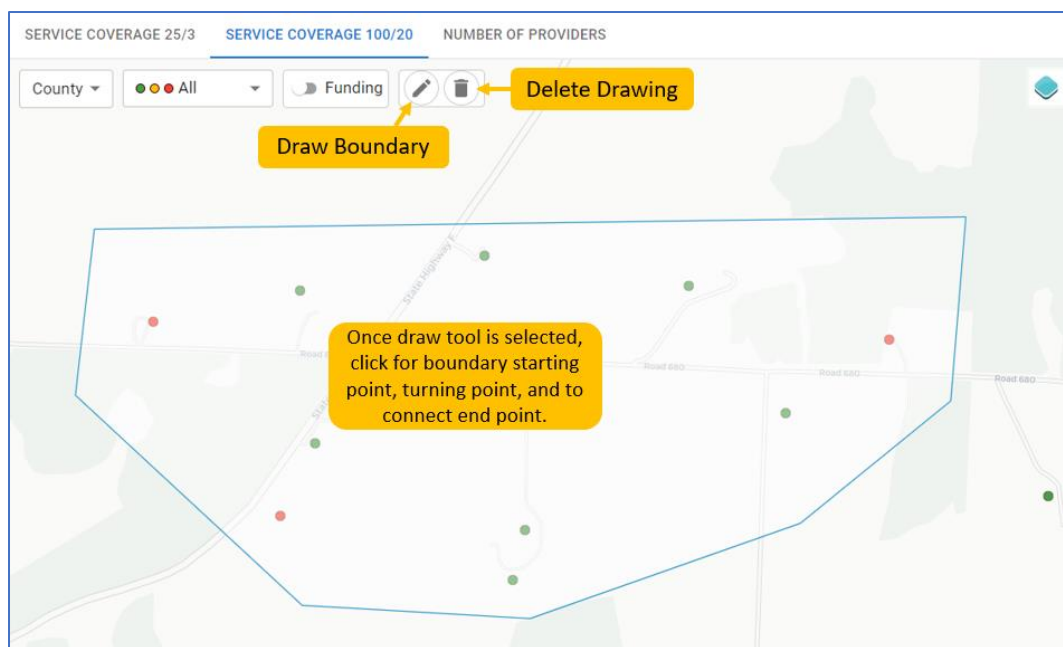 SERVICE COVERAGE 25/3 SERVICE COVERAGE 100/20 NUMBER OF PROVIDERS
County All Funding Delete Drawing
Draw Boundary
State Highway F
Once draw tool is selected,
click for boundary starting
point, turning point, and to
connect end point.
Road 680
Road 680
Road 680